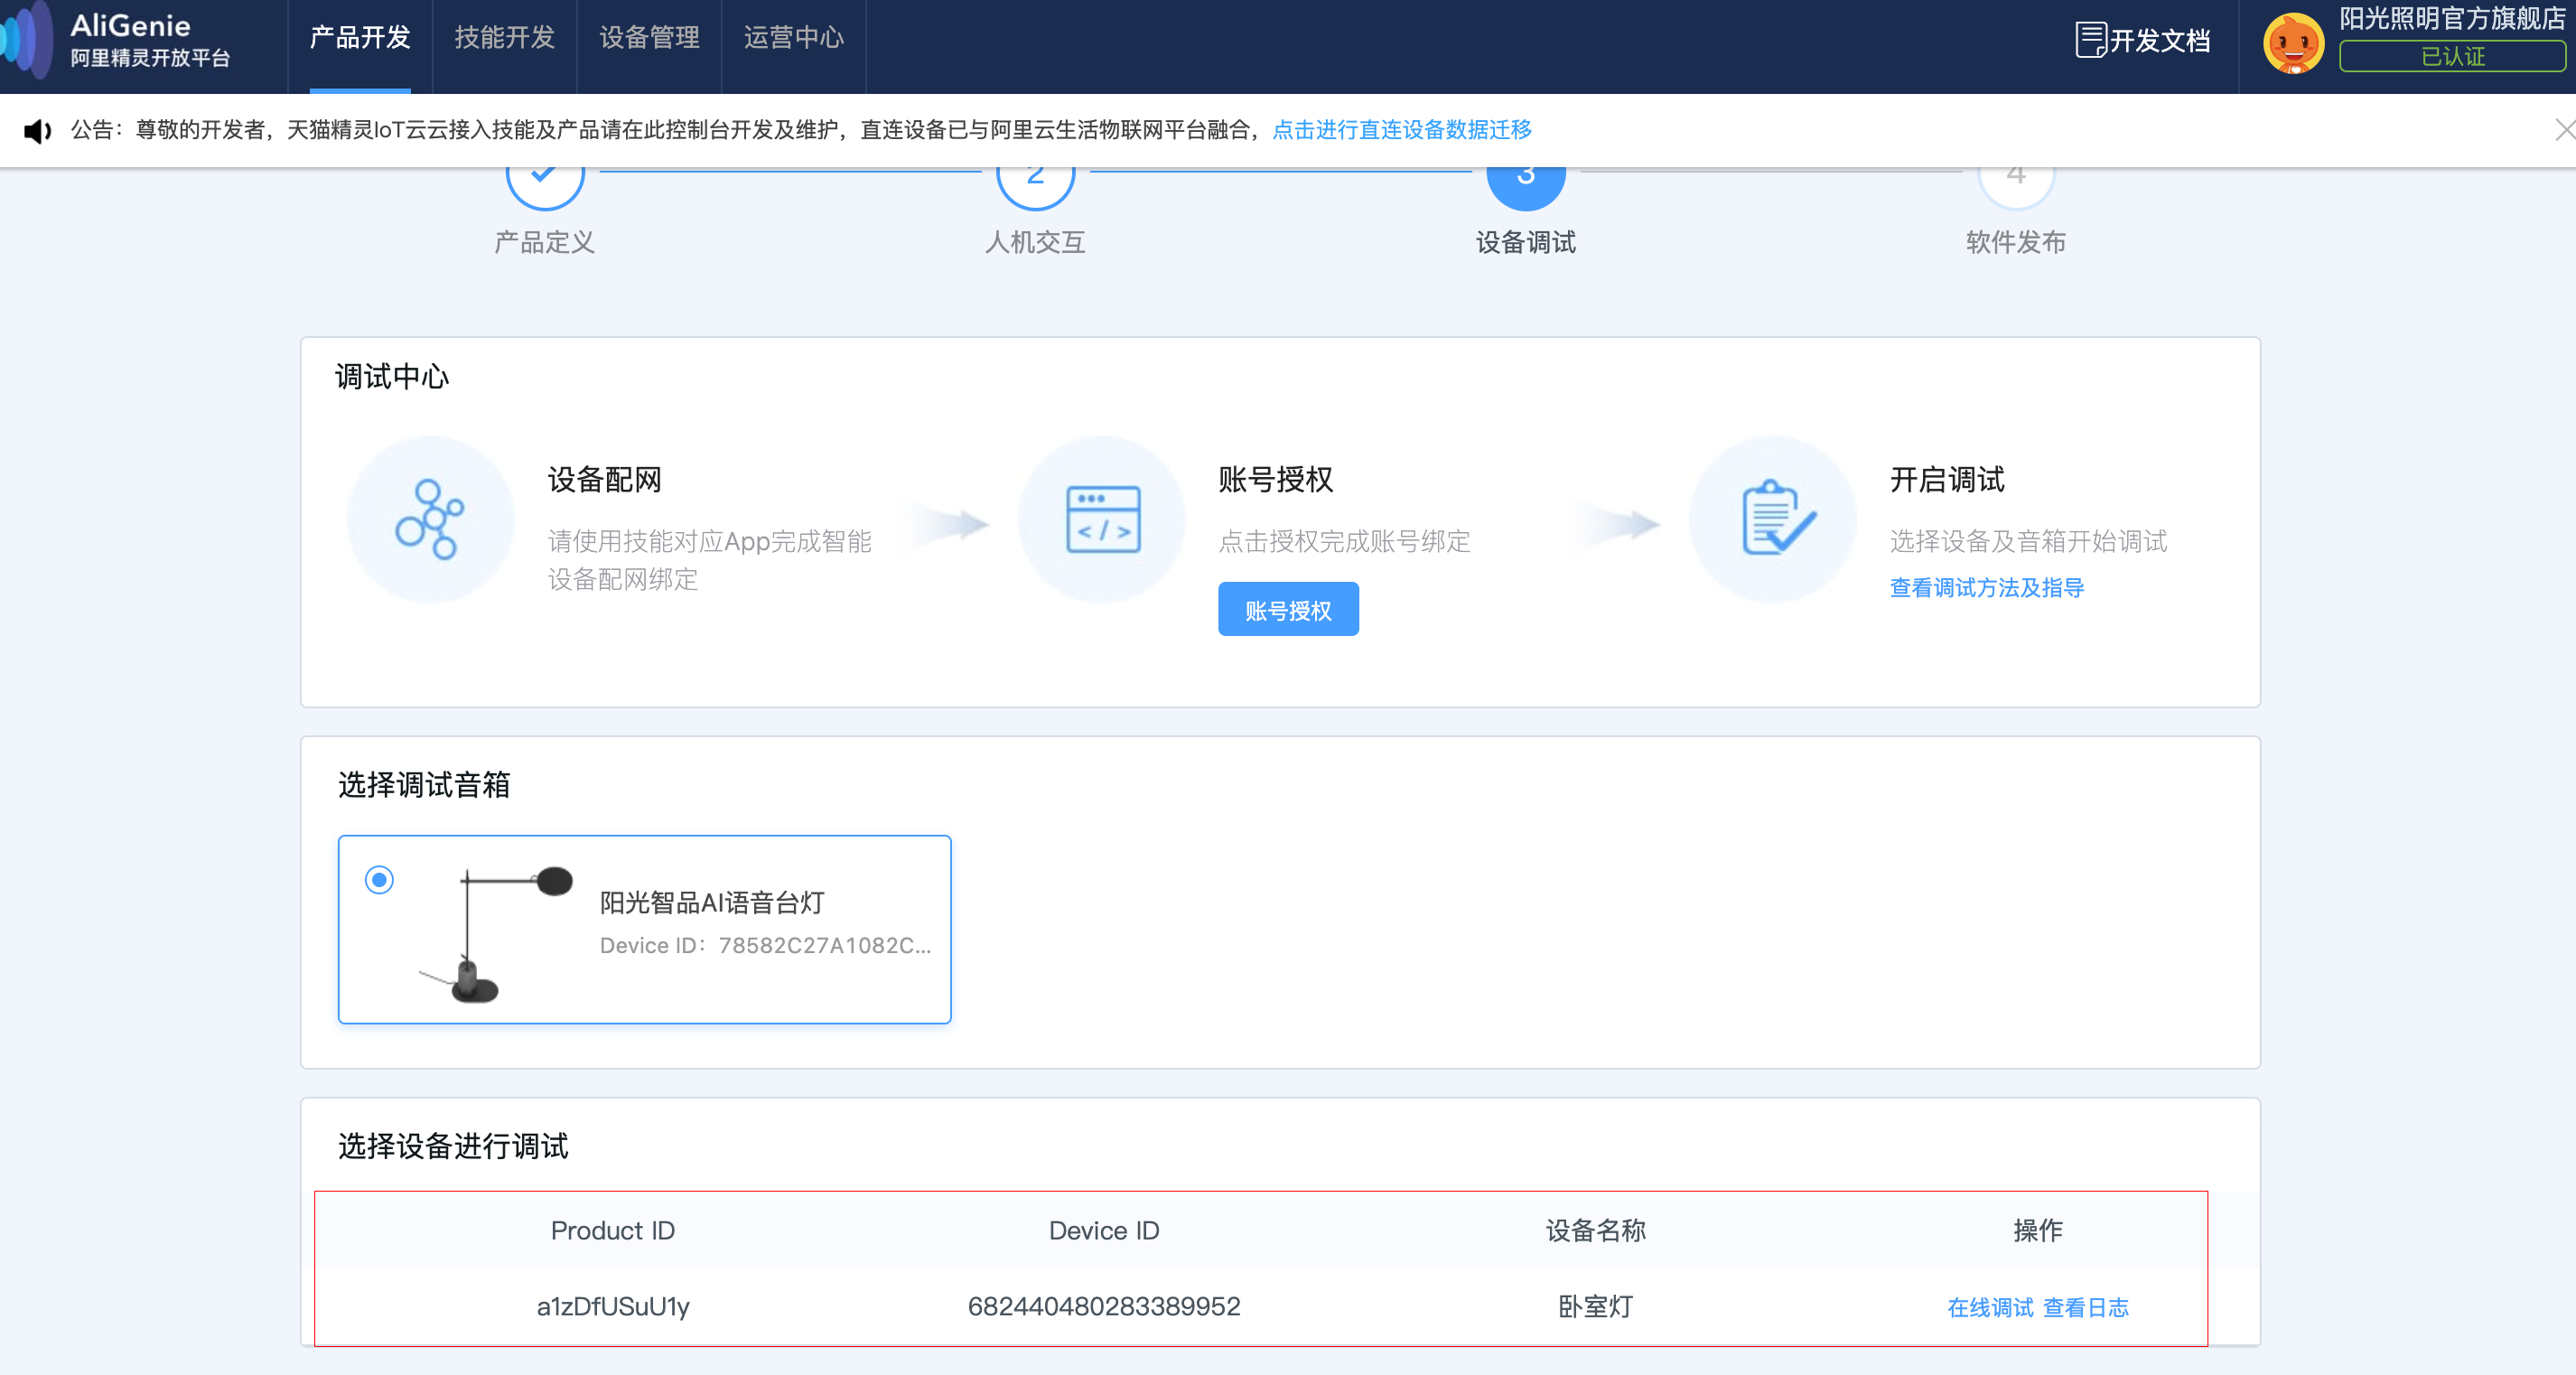 AliGenie
阿里精灵开放平台
产品开发
技能开发
设备管理
运营中心
开发文档
阳光照明官方旗舰店
已认证
公告：尊敬的开发者，天猫精灵IoT云云接入技能及产品请在此控制台开发及维护，直连设备已与阿里云生活物联网平台融合，点击进行直连设备数据迁移
2
3
4
产品定义
人机交互
设备调试
软件发布
调试中心
设备配网
请使用技能对应App完成智能
设备配网绑定
账号授权
点击授权完成账号绑定
账号授权
开启调试
选择设备及音箱开始调试
查看调试方法及指导
选择调试音箱
阳光智品AI语音台灯
Device ID：78582C27A1082C...
选择设备进行调试
Product ID
Device ID
设备名称
操作
a1zDfUSuU1y
682440480283389952
卧室灯
在线调试 查看日志